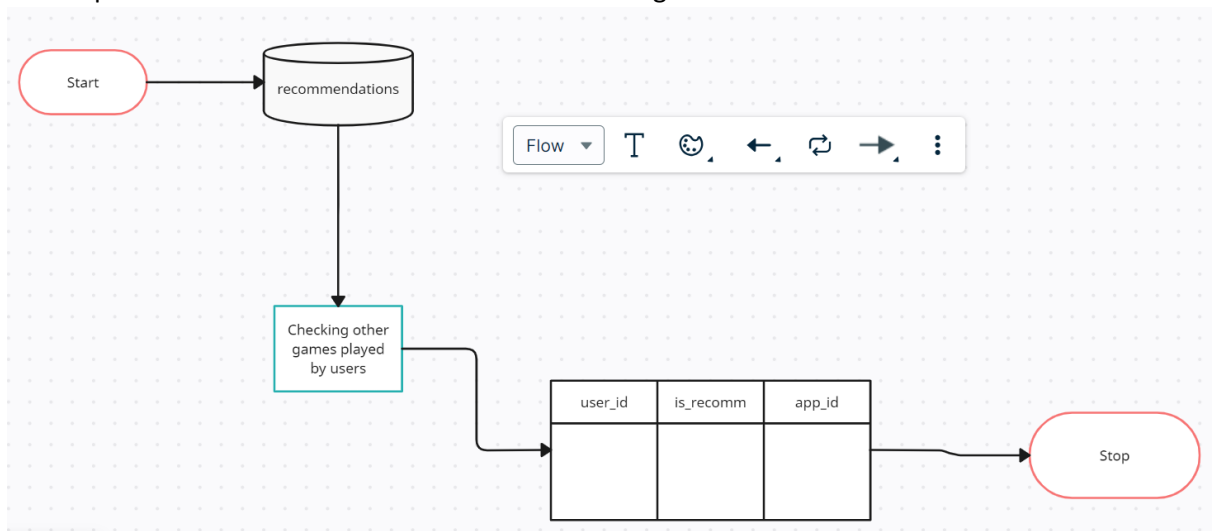 Start
recommendations
Flow
T
Checking other
games played
by users
user_id is_recomm app_id
Stop